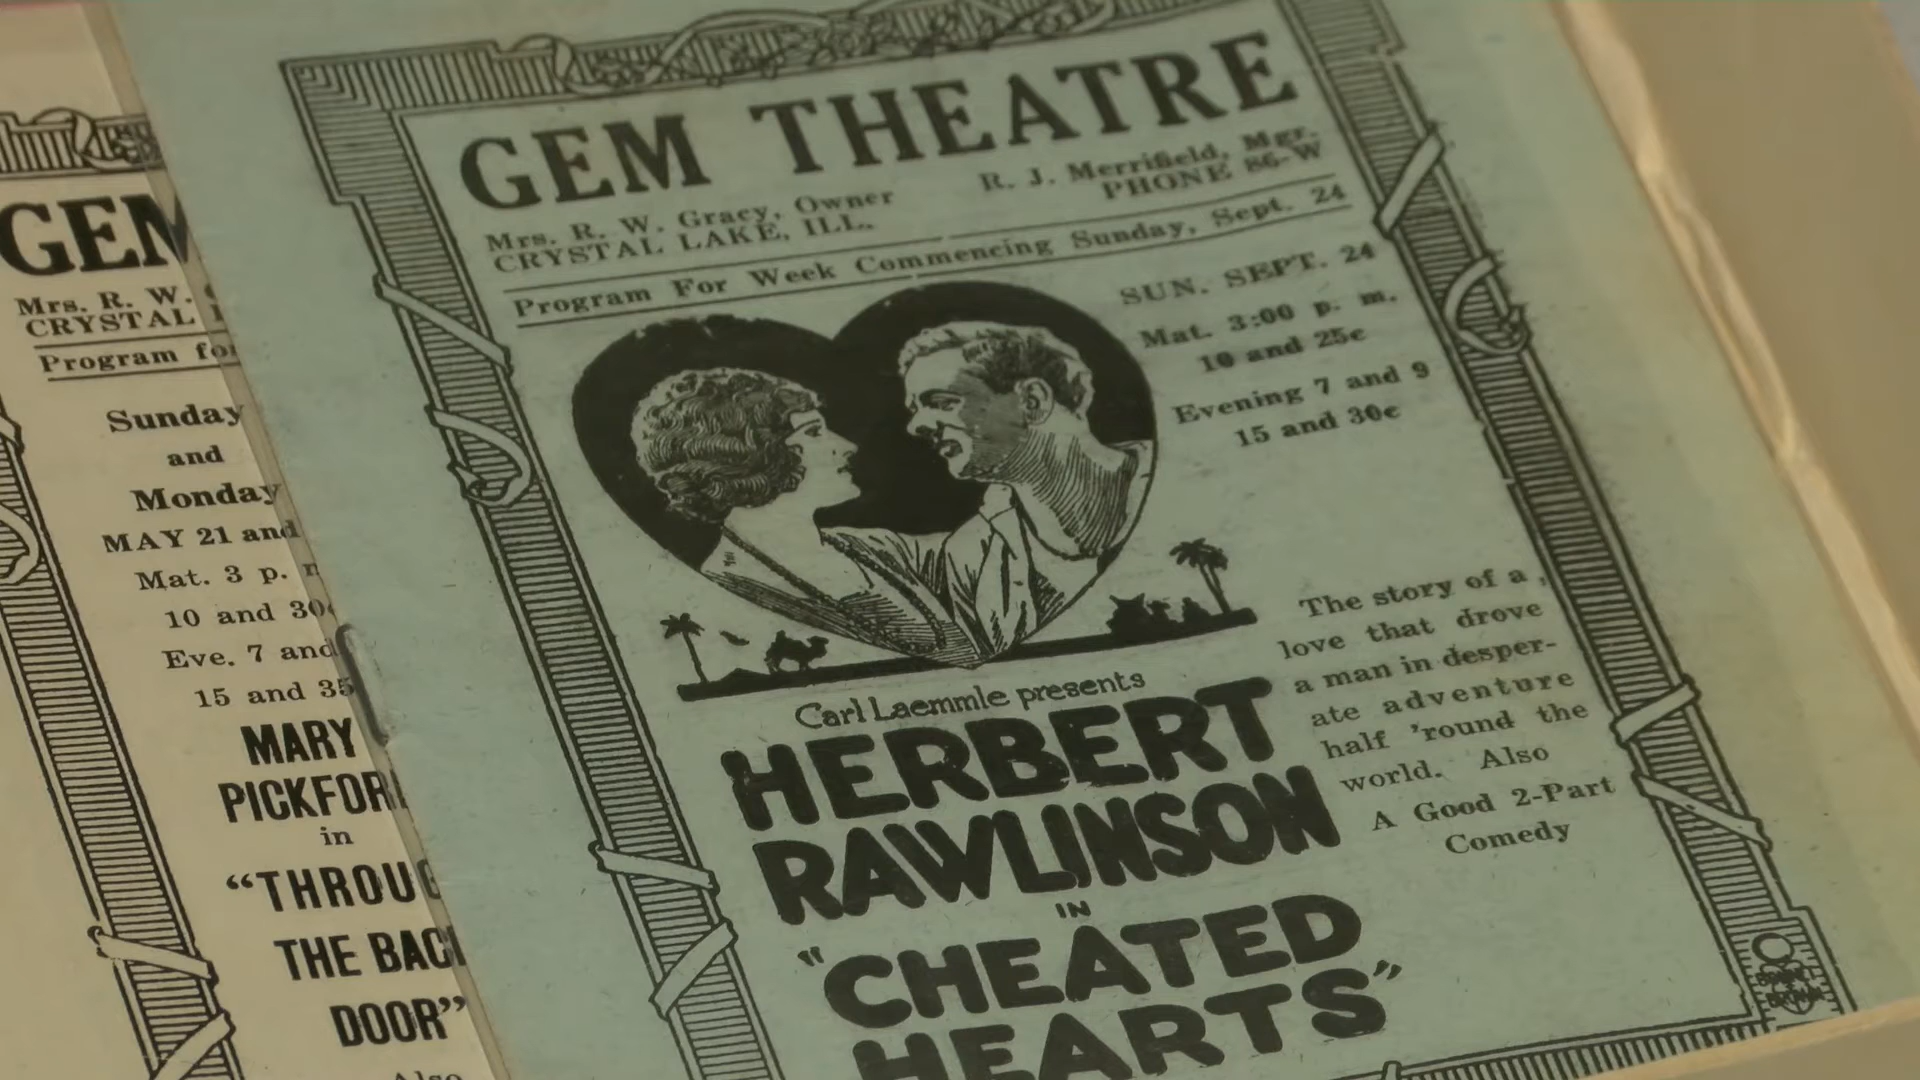 GEM THEATRE
Mrs. R. W. Gracy, Owner
CRYSTAL LAKE, ILL.
R. J. Merrifield, Mgr.
PHONE 86-W
Program For Week Commencing Sunday, Sept. 24
SUN. SEPT. 24
Mat. 3:00 p. m.
10 and 25c
Evening 7 and 9
15 and 30c
The story of a
love that drove
a man in desper-
ate adventure
half 'round the
world. Also
A Good 2-Part
Comedy
Carl Laemmle presents
HERBERT
RAWLINSON
IN
"CHEATED
HEARTS"
GEM
Mrs. R. W.
CRYSTAL
Program for
Sunday
and
Monday
MAY 21 and
Mat. 3 p.
10 and 30
Eve. 7 and
15 and 35
MARY
PICKFOR
in
"THROUG
THE BAC
DOOR"
Also